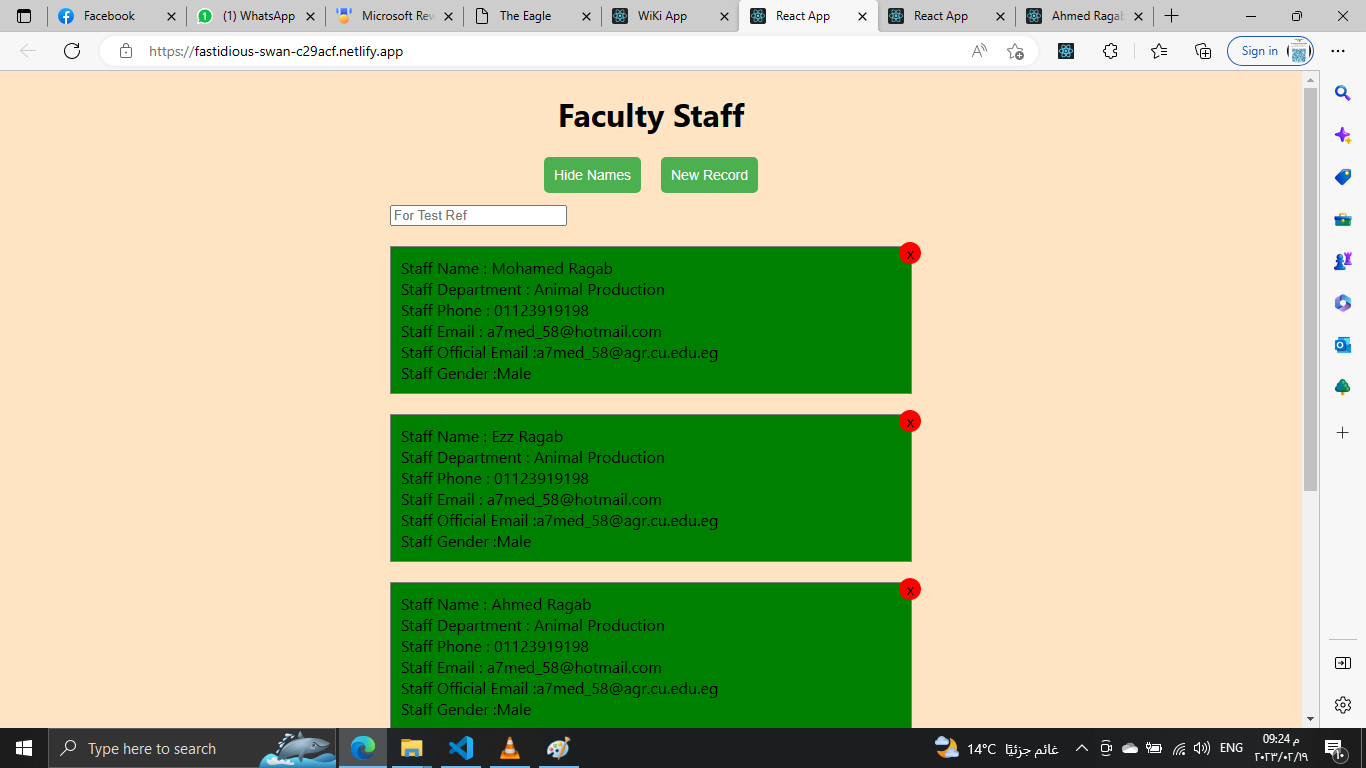 Facebook
(1) WhatsApp
Microsoft Rew
The Eagle
WiKi App
React App
React App
Ahmed Ragab
https://fastidious-swan-c29acf.netlify.app
Sign in
Faculty Staff
Hide Names
New Record
For Test Ref
x
Staff Name : Mohamed Ragab
Staff Department : Animal Production
Staff Phone : 01123919198
Staff Email : a7med_58@hotmail.com
Staff Official Email :a7med_58@agr.cu.edu.eg
Staff Gender :Male
x
Staff Name : Ezz Ragab
Staff Department : Animal Production
Staff Phone : 01123919198
Staff Email : a7med_58@hotmail.com
Staff Official Email :a7med_58@agr.cu.edu.eg
Staff Gender :Male
x
Staff Name : Ahmed Ragab
Staff Department : Animal Production
Staff Phone : 01123919198
Staff Email : a7med_58@hotmail.com
Staff Official Email :a7med_58@agr.cu.edu.eg
Staff Gender :Male
Type here to search
14°C غائم جزئيًا
ENG
09:24 م
٢٠٢٣/٠٢/١٩
١٠